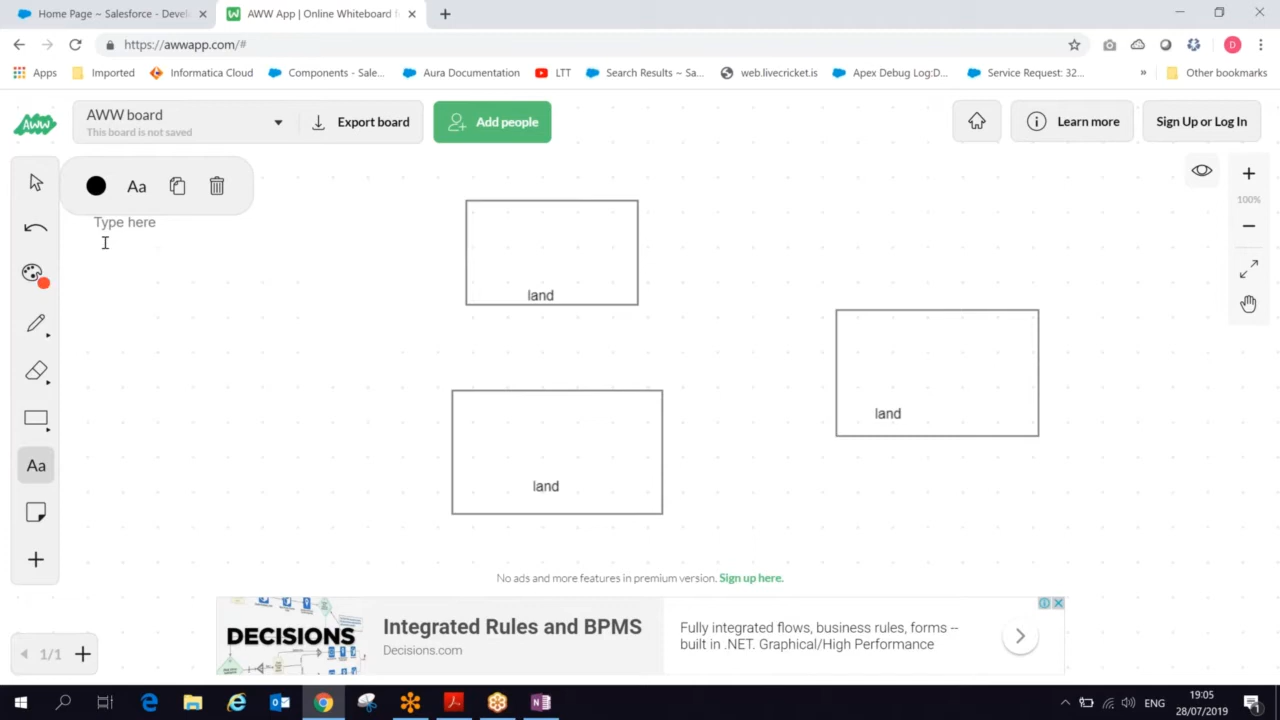 Home Page ~ Salesforce - Devel
AWW App | Online Whiteboard f
https://awwapp.com/#
Apps
Imported
Informatica Cloud
Components - Sale...
Aura Documentation
LTT
Search Results ~ Sa...
web.livecricket.is
Apex Debug Log:D...
Service Request: 32...
»
Other bookmarks
AWW
AWW board
This board is not saved
Export board
Add people
Learn more
Sign Up or Log In
Aa
Type here
100%
land
land
land
Aa
No ads and more features in premium version. Sign up here.
DECISIONS
Integrated Rules and BPMS
Decisions.com
Fully integrated flows, business rules, forms --
built in .NET. Graphical/High Performance
1/1
ENG
19:05
28/07/2019